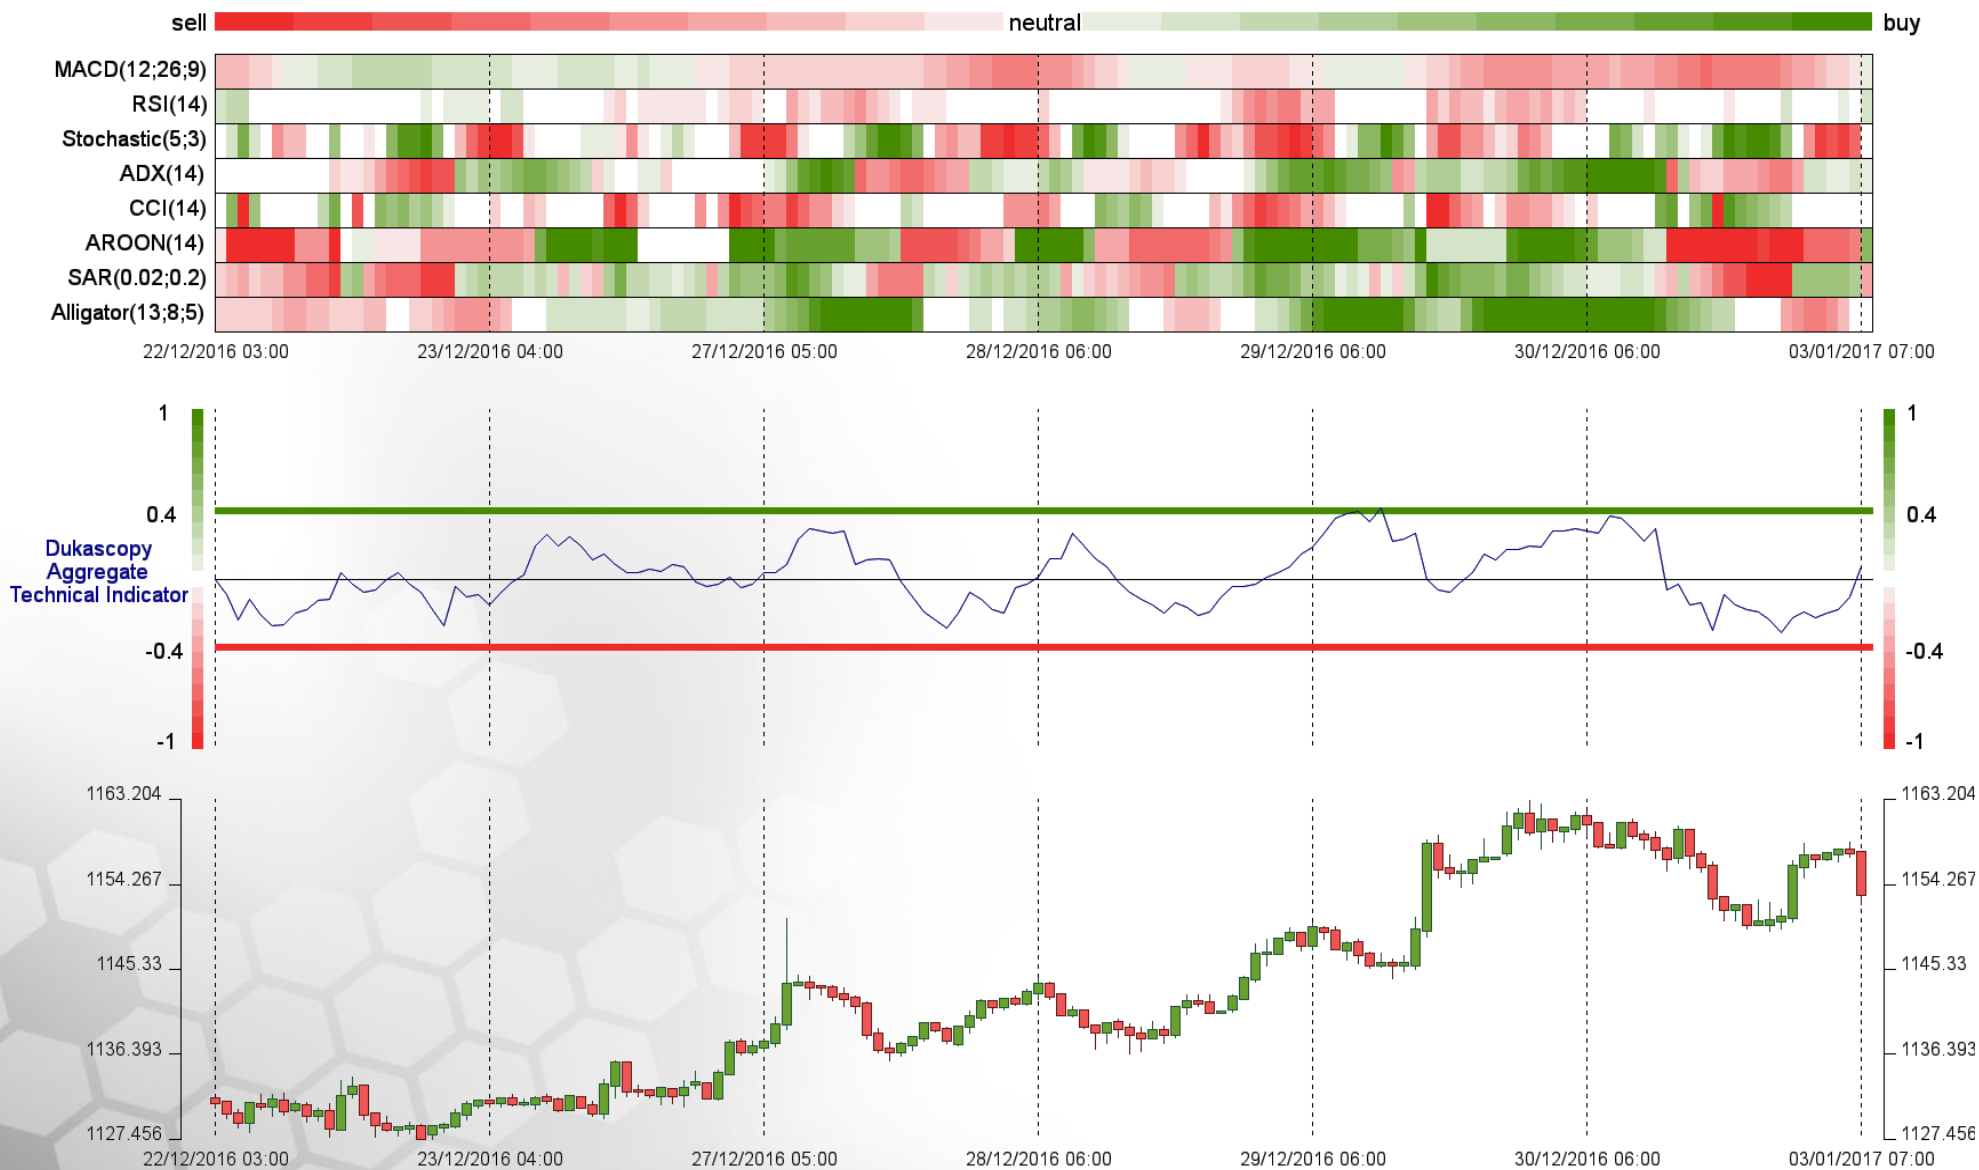 sell neutral buy
MACD(12;26;9)
RSI(14)
Stochastic(5;3)
ADX(14)
CCI(14)
AROON(14)
SAR(0.02;0.2)
Alligator(13;8;5)
22/12/2016 03:00 23/12/2016 04:00 27/12/2016 05:00 28/12/2016 06:00 29/12/2016 06:00 30/12/2016 06:00 03/01/2017 07:00
1 1
0.4 0.4
Dukascopy
Aggregate
Technical Indicator
-0.4 -0.4
-1 -1
1163.204 1163.204
1154.267 1154.267
1145.33 1145.33
1136.393 1136.393
1127.456 1127.456
22/12/2016 03:00 23/12/2016 04:00 27/12/2016 05:00 28/12/2016 06:00 29/12/2016 06:00 30/12/2016 06:00 03/01/2017 07:00